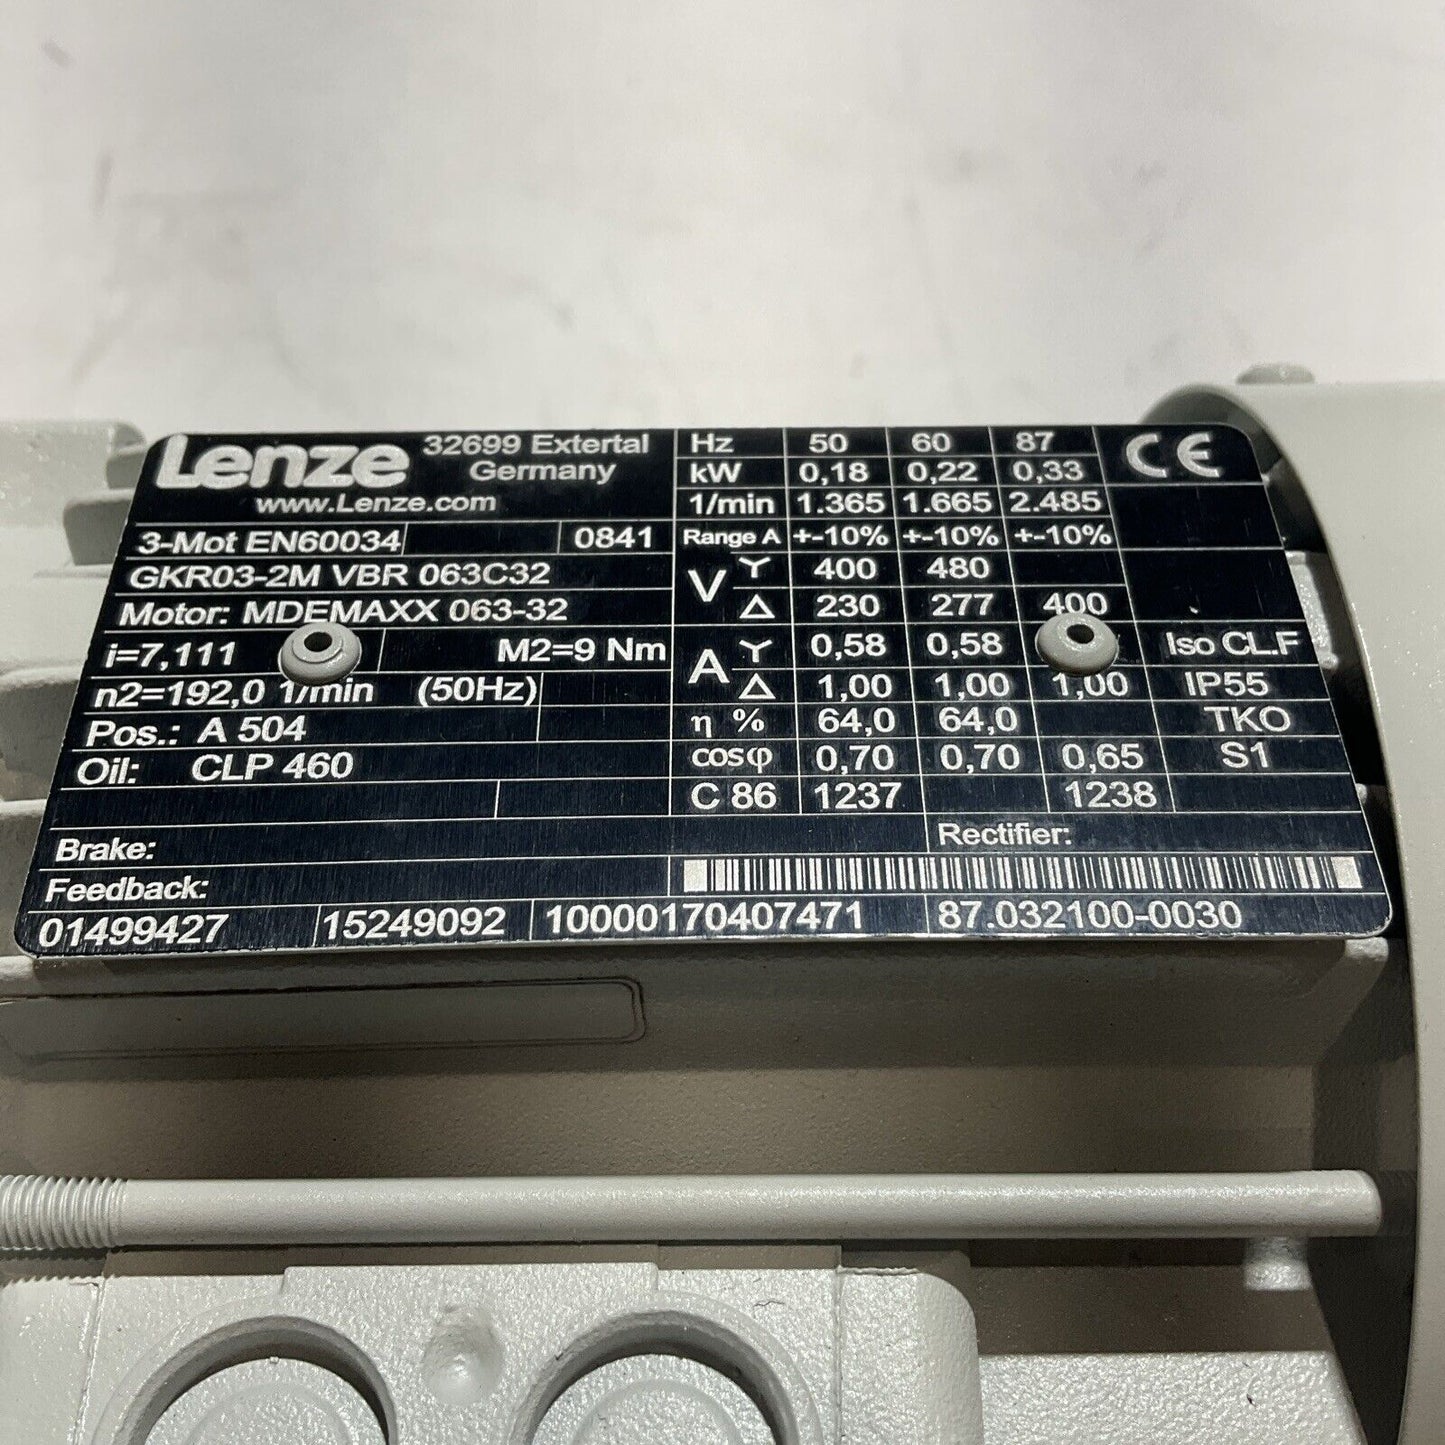 Lenze 32699 Extertal
Germany
www.Lenze.com
3-Mot EN60034 0841
GKR03-2M VBR 063C32
Motor: MDEMAXX 063-32
i=7,111 M2=9 Nm
n2=192,0 1/min (50Hz)
Pos.: A 504
Oil: CLP 460
Hz 50 60 87 CE
kW 0,18 0,22 0,33
1/min 1.365 1.665 2.485
Range A +-10% +-10% +-10%
V Y 400 480
Δ 230 277 400
A Y 0,58 0,58 Iso CL.F
Δ 1,00 1,00 1,00 IP55
η % 64,0 64,0 TKO
cosφ 0,70 0,70 0,65 S1
C 86 1237 1238
Brake: Rectifier:
Feedback:
01499427 15249092 10000170407471 87.032100-0030